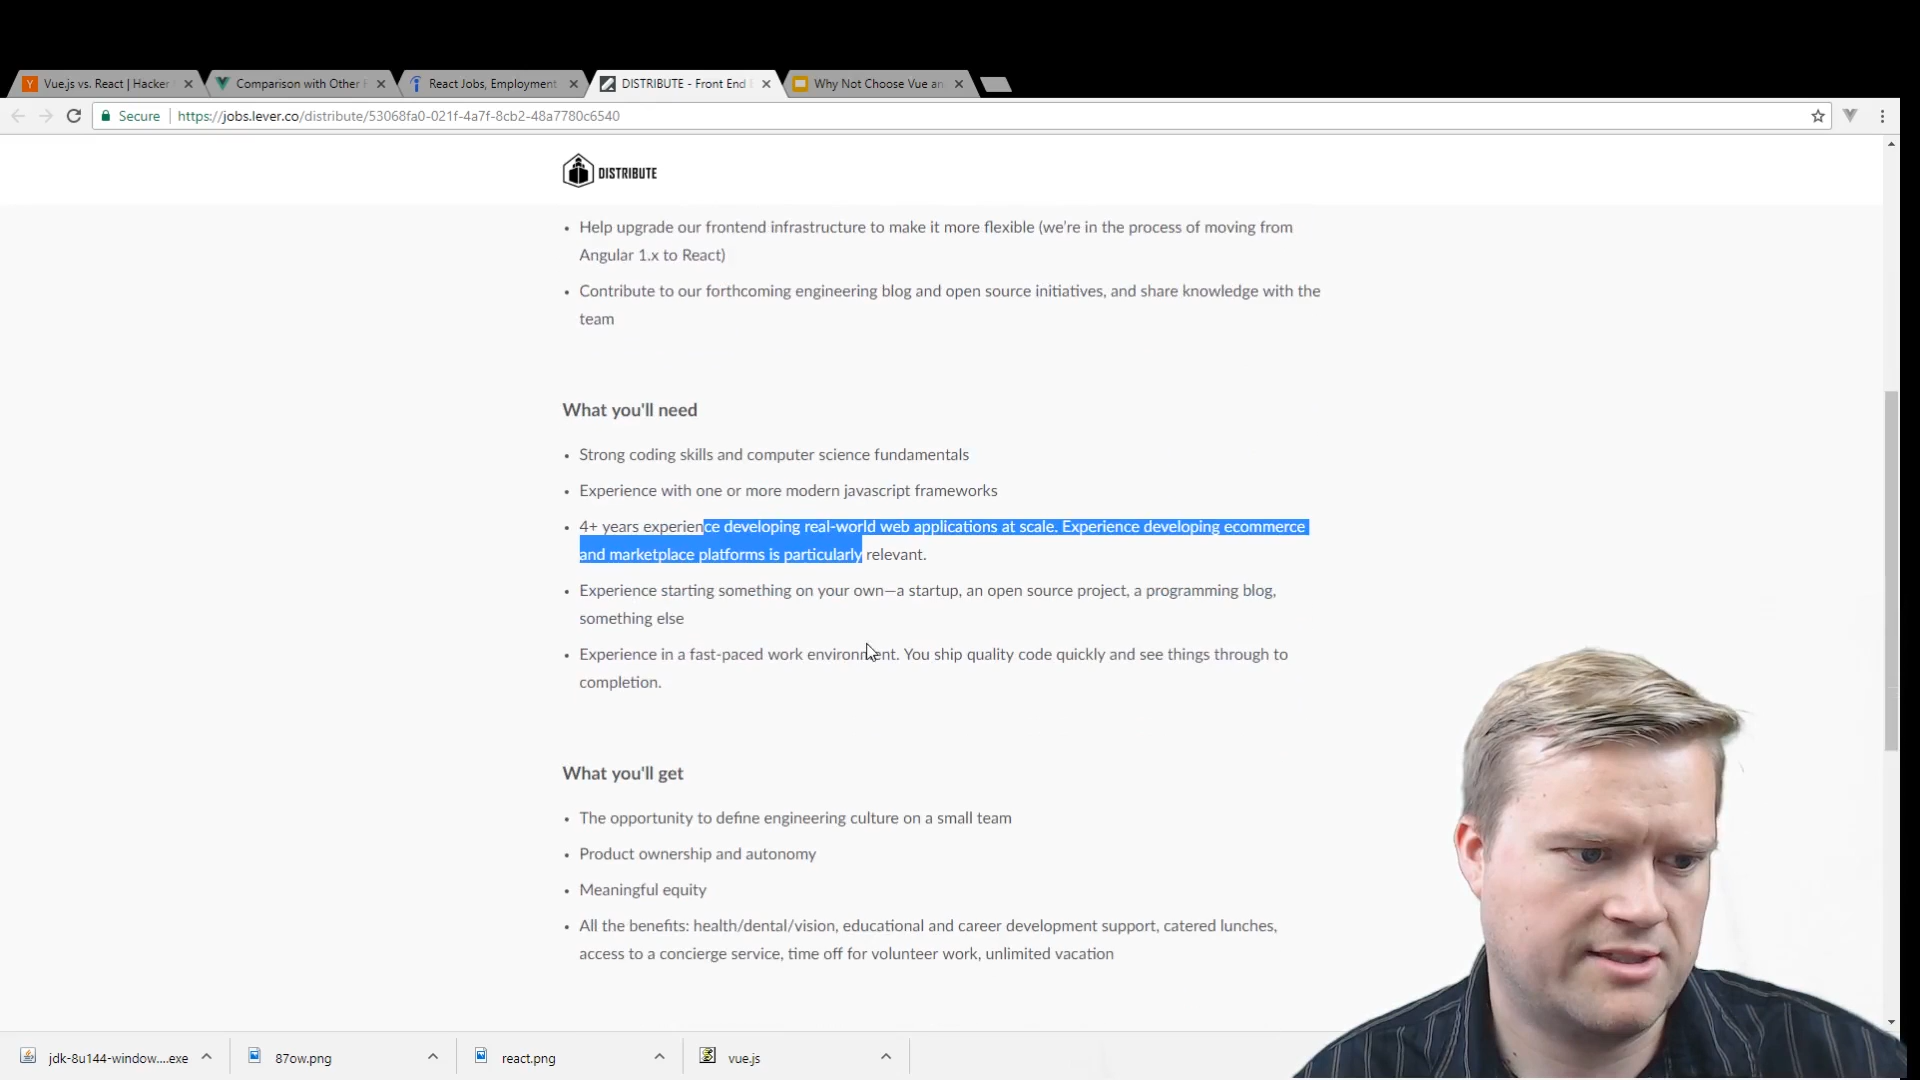 Vue.js vs. React | Hacker
Comparison with Other F
React Jobs, Employment
DISTRIBUTE - Front End
Why Not Choose Vue an
Secure
https://jobs.lever.co/distribute/53068fa0-021f-4a7f-8cb2-48a7780c6540
DISTRIBUTE
• Help upgrade our frontend infrastructure to make it more flexible (we're in the process of moving from
Angular 1.x to React)
• Contribute to our forthcoming engineering blog and open source initiatives, and share knowledge with the
team
What you'll need
• Strong coding skills and computer science fundamentals
• Experience with one or more modern javascript frameworks
• 4+ years experience developing real-world web applications at scale. Experience developing ecommerce
and marketplace platforms is particularly relevant.
• Experience starting something on your own—a startup, an open source project, a programming blog,
something else
• Experience in a fast-paced work environment. You ship quality code quickly and see things through to
completion.
What you'll get
• The opportunity to define engineering culture on a small team
• Product ownership and autonomy
• Meaningful equity
• All the benefits: health/dental/vision, educational and career development support, catered lunches,
access to a concierge service, time off for volunteer work, unlimited vacation
jdk-8u144-window....exe
87ow.png
react.png
vue.js